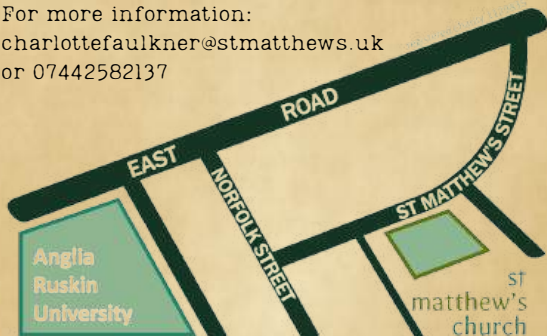 For more information:
charlottefaulkner@stmatthews.uk
or 07442582137
EAST ROAD
NORFOLK STREET
ST MATTHEW'S STREET
Anglia
Ruskin
University
st
matthew's
church